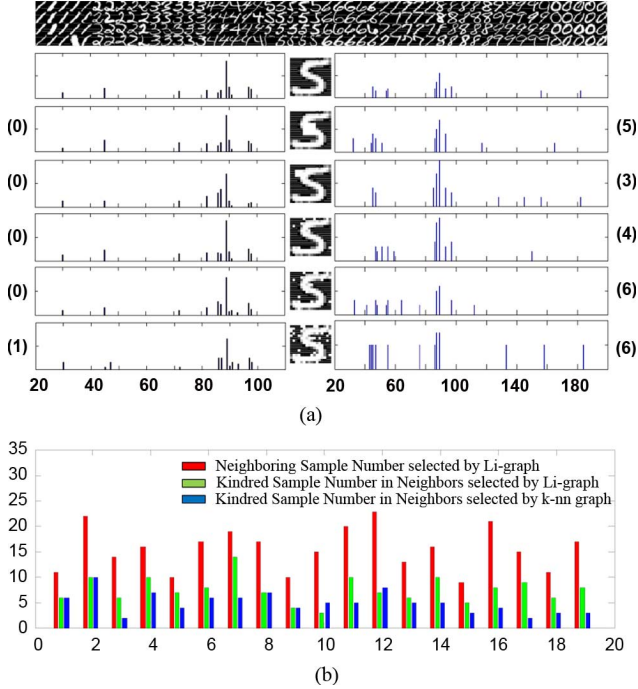 (0) (5)
(0) (3)
(0) (4)
(0) (6)
(1) (6)
20 40 60 80 100 20 60 100 140 180
(a)
35
30
25
20
15
10
5
0
Neighboring Sample Number selected by Li-graph
Kindred Sample Number in Neighbors selected by Li-graph
Kindred Sample Number in Neighbors selected by k-nn graph
0 2 4 6 8 10 12 14 16 18 20
(b)